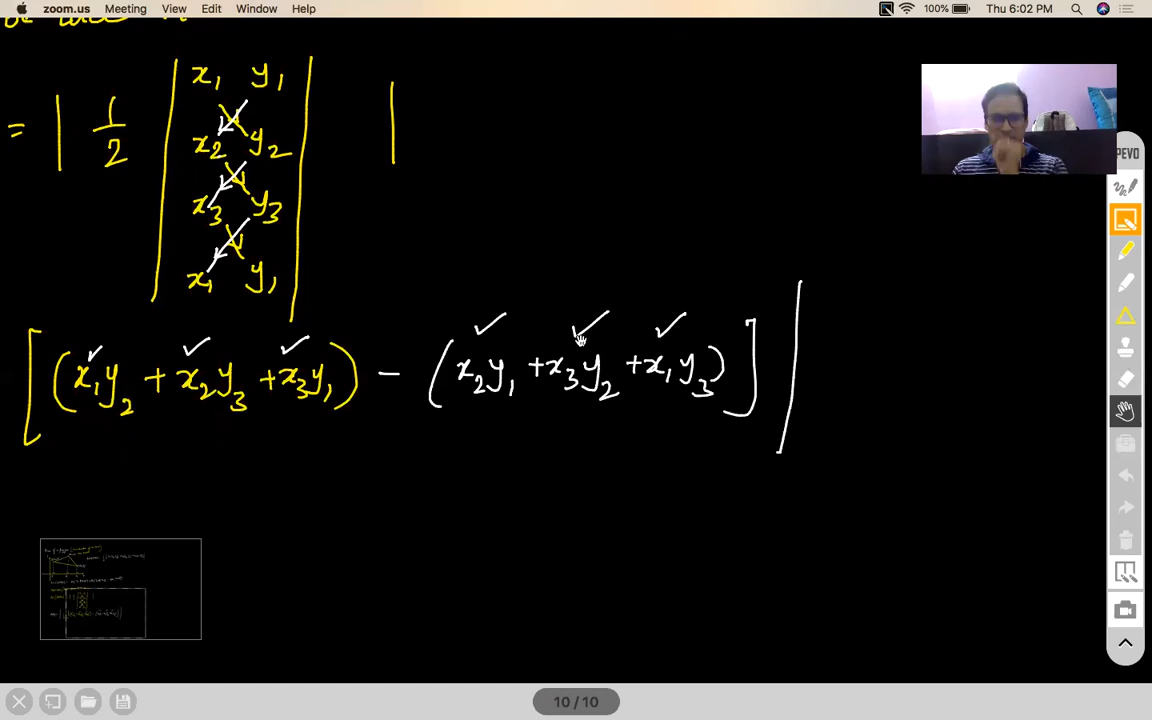 zoom.us Meeting View Edit Window Help 100% Thu 6:02 PM
= | 1/2 | x₁ y₁
x₂ y₂
x₃ y₃
x₁ y₁ | |
[(x₁y₂ + x₂y₃ + x₃y₁) - (x₂y₁ + x₃y₂ + x₁y₃)] |
10 / 10